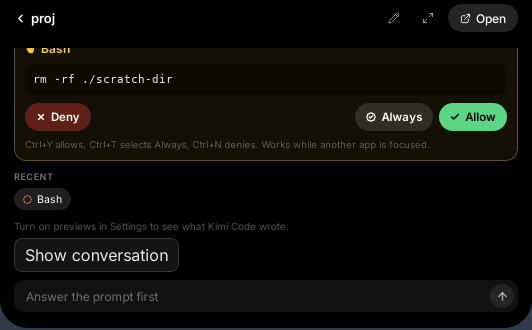 proj
Open
Bash
rm -rf ./scratch-dir
Deny
Always
Allow
Ctrl+Y allows, Ctrl+T selects Always, Ctrl+N denies. Works while another app is focused.
RECENT
Bash
Turn on previews in Settings to see what Kimi Code wrote.
Show conversation
Answer the prompt first